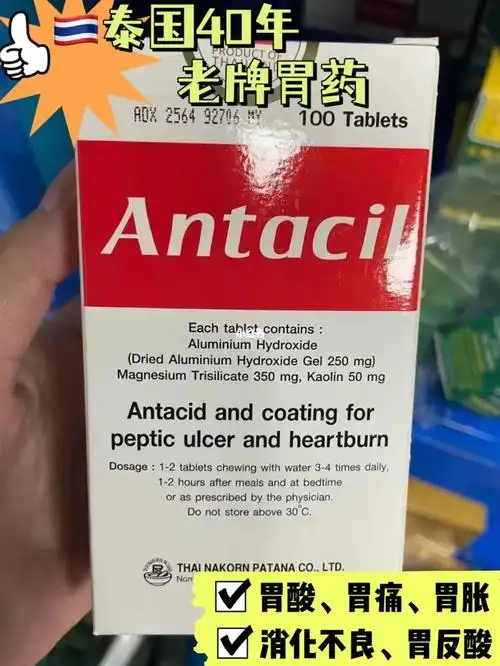 泰国40年
老牌胃药
PRODUCT OF
ADX 2564 92706 MY
100 Tablets
Antacil
Each tablet contains :
Aluminium Hydroxide
(Dried Aluminium Hydroxide Gel 250 mg)
Magnesium Trisilicate 350 mg, Kaolin 50 mg
小红书
Antacid and coating for
peptic ulcer and heartburn
Dosage : 1-2 tablets chewing with water 3-4 times daily,
1-2 hours after meals and at bedtime
or as prescribed by the physician.
Do not store above 30°C.
THAI NAKORN PATANA CO., LTD.
胃酸、胃痛、胃胀
消化不良、胃反酸